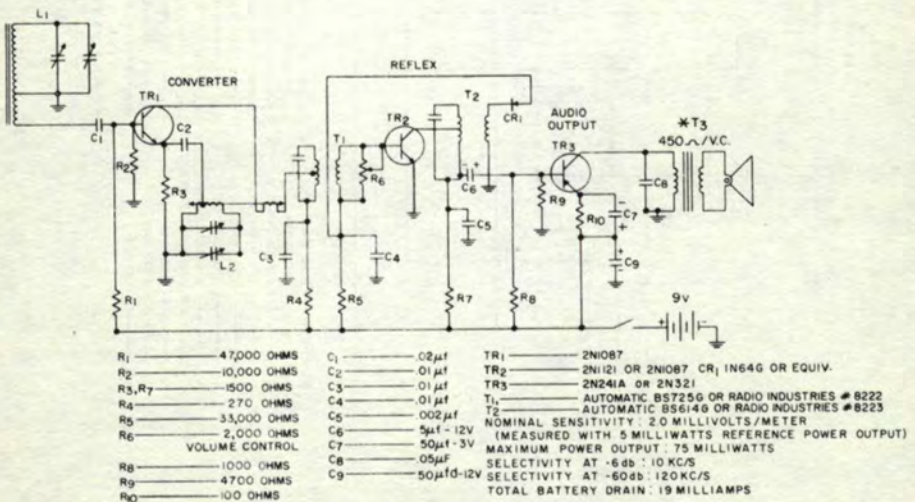 L1
CONVERTER
REFLEX
TR1
C2
T1
TR2
T2
CR1
AUDIO
OUTPUT
TR3
*T3
450Ω/V.C.
C1
R2
R3
R6
C6
- +
R9
R10
C8
C7
-
+
C5
L2
C3
C4
C9
+
-
R1
R4
R5
R7
R8
9V
+ -
R1 47,000 OHMS
R2 10,000 OHMS
R3,R7 1500 OHMS
R4 270 OHMS
R5 33,000 OHMS
R6 2,000 OHMS
VOLUME CONTROL
R8 1000 OHMS
R9 4700 OHMS
R10 100 OHMS
C1 .02μf
C2 .01μf
C3 .01μf
C4 .01μf
C5 .002μf
C6 5μf-12V
C7 50μf-3V
C8 .05μF
C9 50μfd-12V
TR1 2N1087
TR2 2N1121 OR 2N1087 CR1 1N64G OR EQUIV.
TR3 2N241A OR 2N321
T1, AUTOMATIC BS725G OR RADIO INDUSTRIES #8222
T2 AUTOMATIC BS614G OR RADIO INDUSTRIES #8223
NOMINAL SENSITIVITY: 2.0 MILLIVOLTS/METER
(MEASURED WITH 5 MILLIWATTS REFERENCE POWER OUTPUT)
MAXIMUM POWER OUTPUT: 75 MILLIWATTS
SELECTIVITY AT -6db: 10 KC/S
SELECTIVITY AT -60db: 120 KC/S
TOTAL BATTERY DRAIN: 19 MILLIAMPS